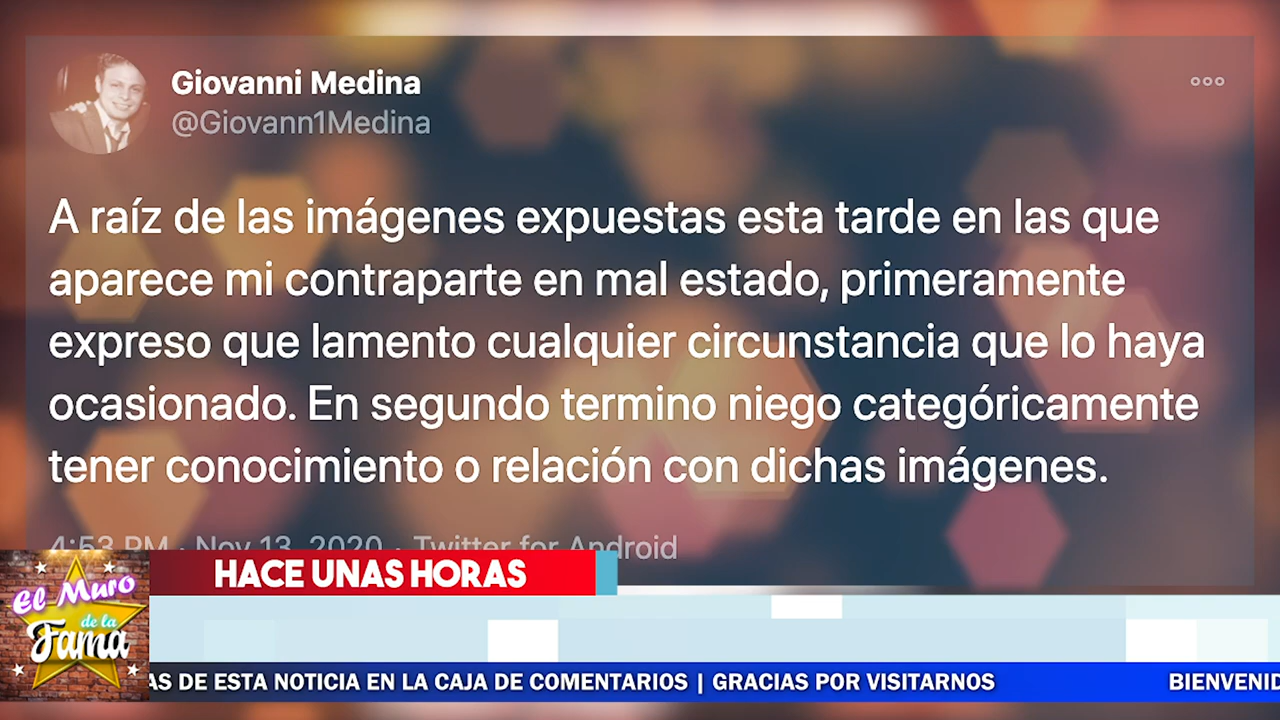 Giovanni Medina
@Giovann1Medina
A raíz de las imágenes expuestas esta tarde en las que
aparece mi contraparte en mal estado, primeramente
expreso que lamento cualquier circunstancia que lo haya
ocasionado. En segundo termino niego categóricamente
tener conocimiento o relación con dichas imágenes.
4:53 PM · Nov 13, 2020 · Twitter for Android
HACE UNAS HORAS
El Muro
de la
Fama
AS DE ESTA NOTICIA EN LA CAJA DE COMENTARIOS | GRACIAS POR VISITARNOS BIENVENID